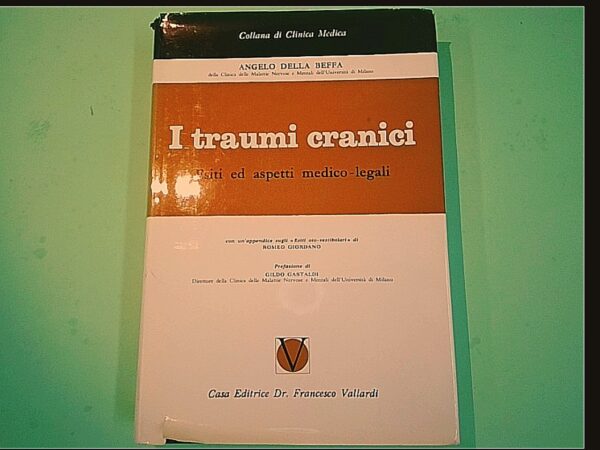 Collana di Clinica Medica
ANGELO DELLA BEFFA
della Clinica delle Malattie Nervose e Mentali dell'Università di Milano
I traumi cranici
Esiti ed aspetti medico-legali
con un'appendice sugli «Esiti oto-vestibolari» di
ROMEO GIORDANO
Prefazione di
GILDO GASTALDI
Direttore della Clinica delle Malattie Nervose e Mentali dell'Università di Milano
V
Casa Editrice Dr. Francesco Vallardi